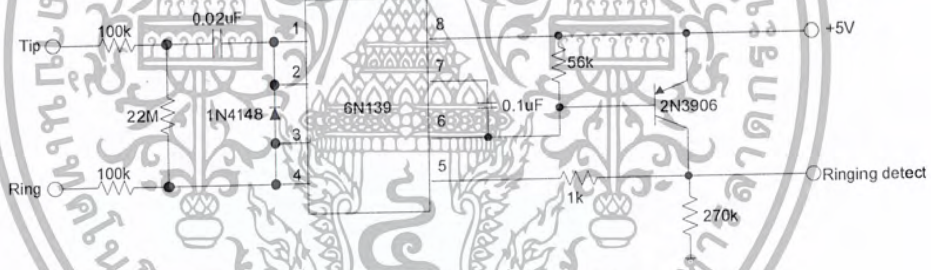 0.02uF
100k
1
8
Tip
+5V
2
7
56k
22M
1N4148
6N139
0.1uF
2N3906
6
3
5
100k
4
Ring
Ringing detect
1k
270k